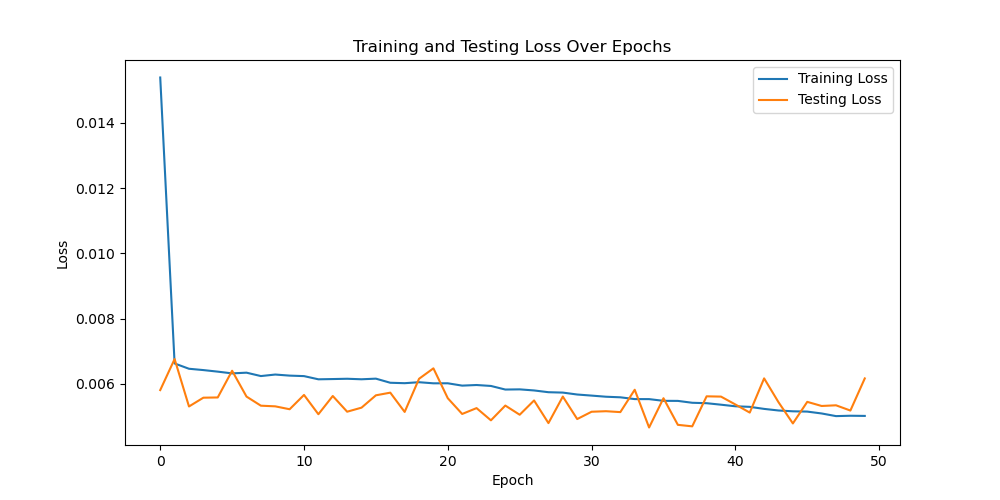 Training and Testing Loss Over Epochs
Training Loss
Testing Loss
0.014
0.012
0.010
0.008
0.006
Loss
0
10
20
30
40
50
Epoch